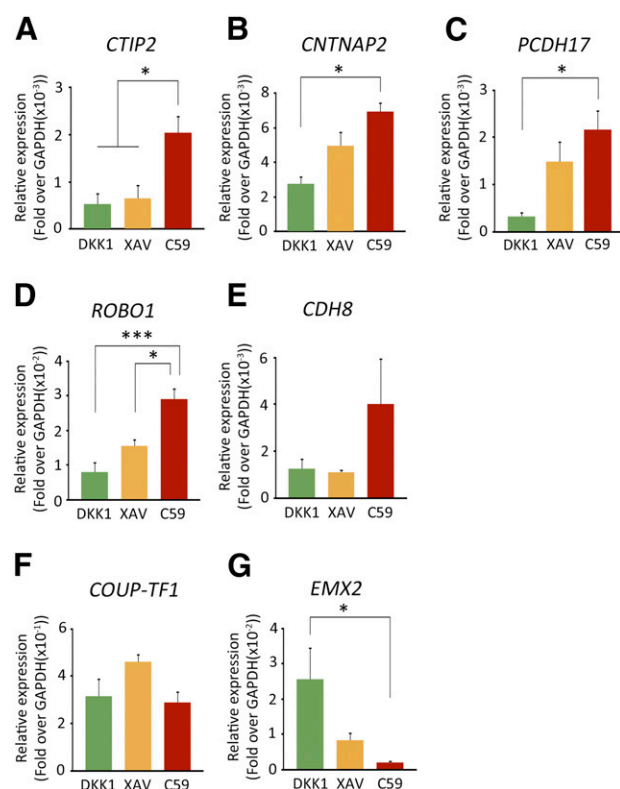 A
CTIP2
*
Relative expression
(Fold over GAPDH(x10⁻³))
3
2
1
0
DKK1 XAV C59
B
CNTNAP2
*
Relative expression
(Fold over GAPDH(x10⁻³))
8
6
4
2
0
DKK1 XAV C59
C
PCDH17
*
Relative expression
(Fold over GAPDH(x10⁻³))
3
2
1
0
DKK1 XAV C59
D
ROBO1
***
*
Relative expression
(Fold over GAPDH(x10⁻²))
4
3
2
1
0
DKK1 XAV C59
E
CDH8
Relative expression
(Fold over GAPDH(x10⁻³))
6
4
2
0
DKK1 XAV C59
F
COUP-TF1
Relative expression
(Fold over GAPDH(x10⁻¹))
6
4
2
0
DKK1 XAV C59
G
EMX2
*
Relative expression
(Fold over GAPDH(x10⁻²))
4
3
2
1
0
DKK1 XAV C59